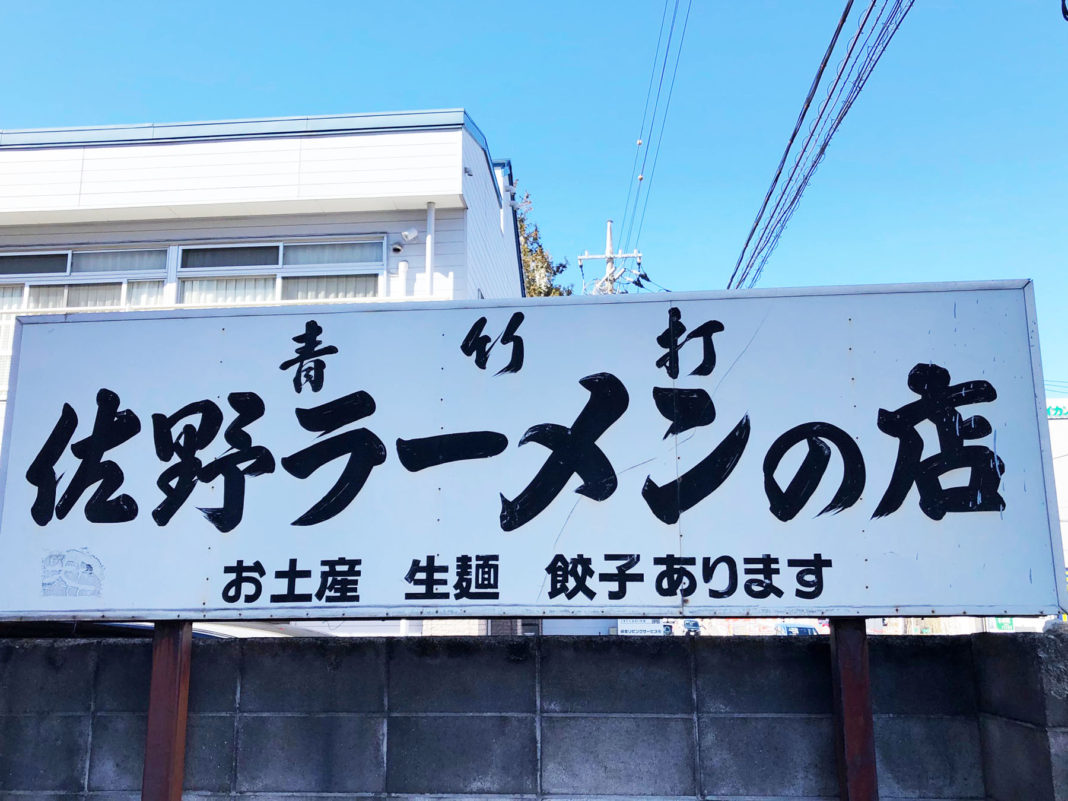 青竹打
佐野ラーメンの店
お土産 生麺 餃子あります